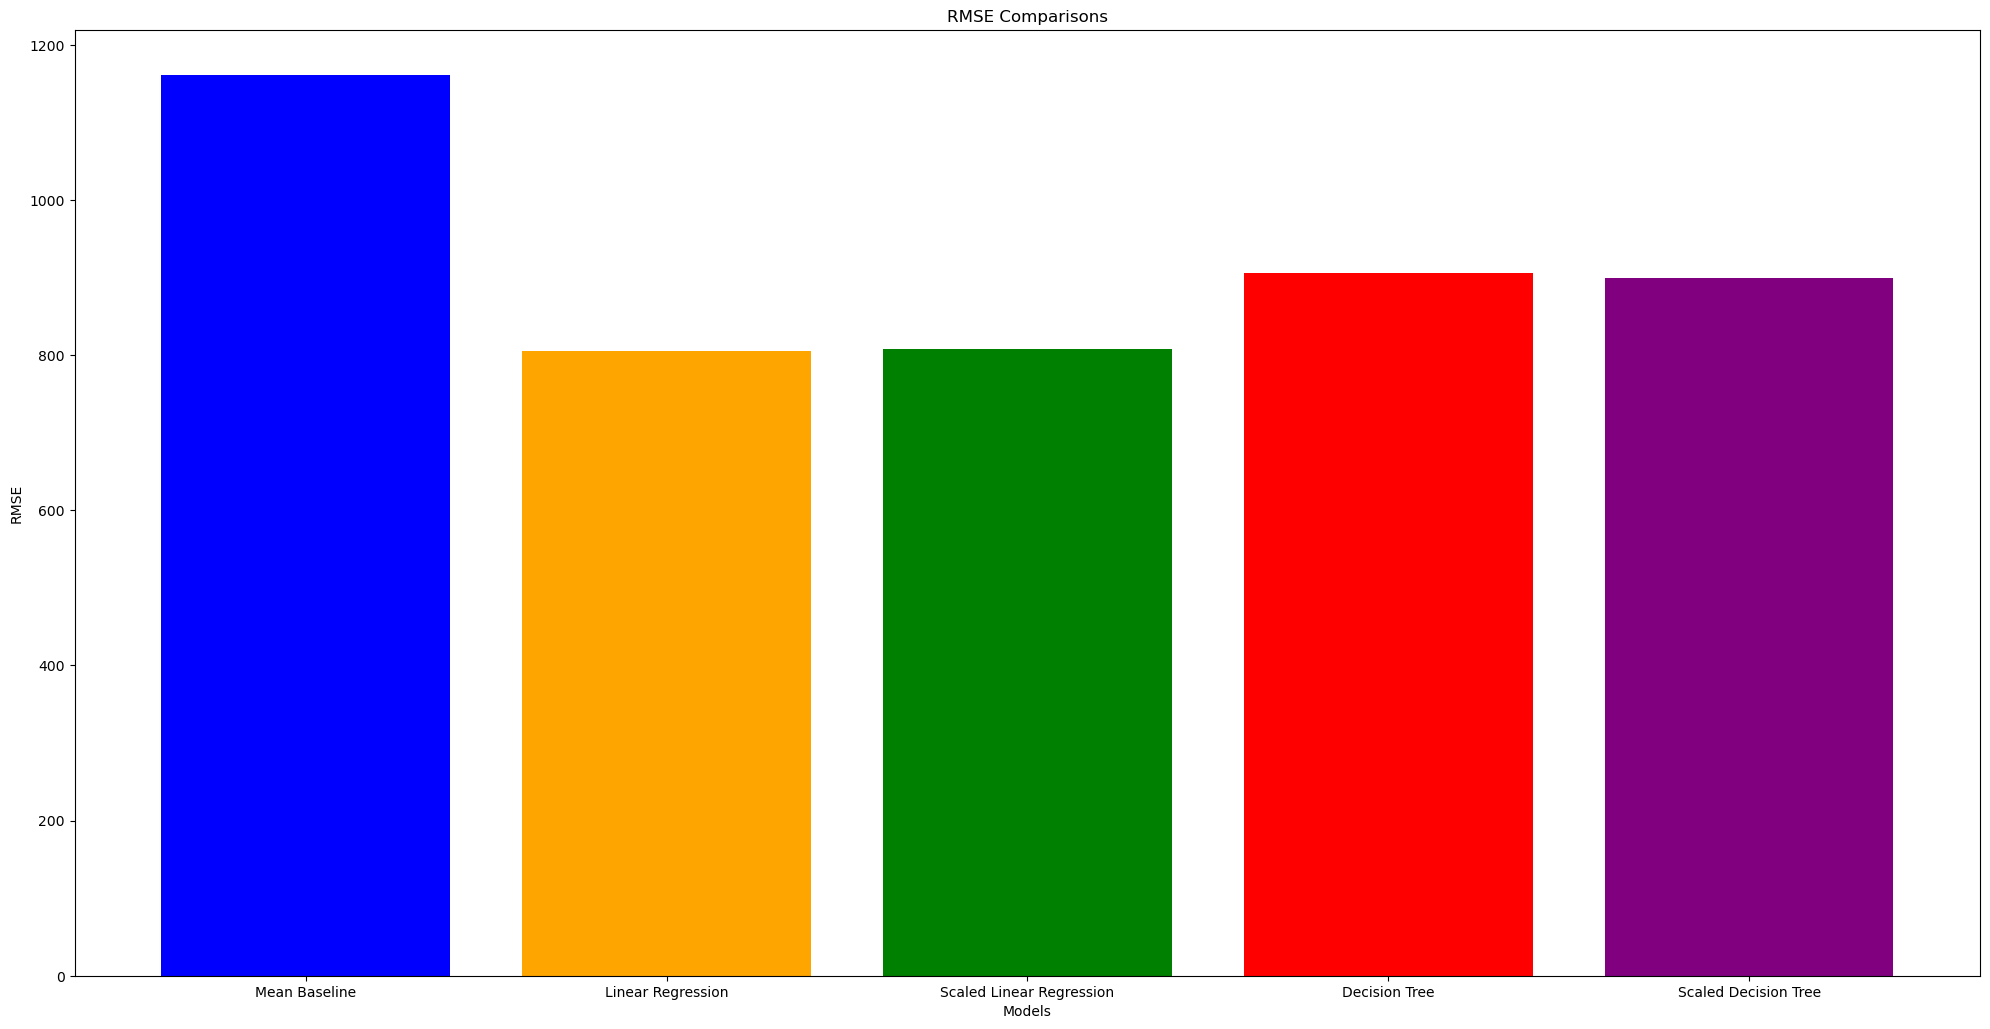 RMSE Comparisons
1200
1000
800
600
400
200
0
RMSE
Mean Baseline
Linear Regression
Scaled Linear Regression
Decision Tree
Scaled Decision Tree
Models